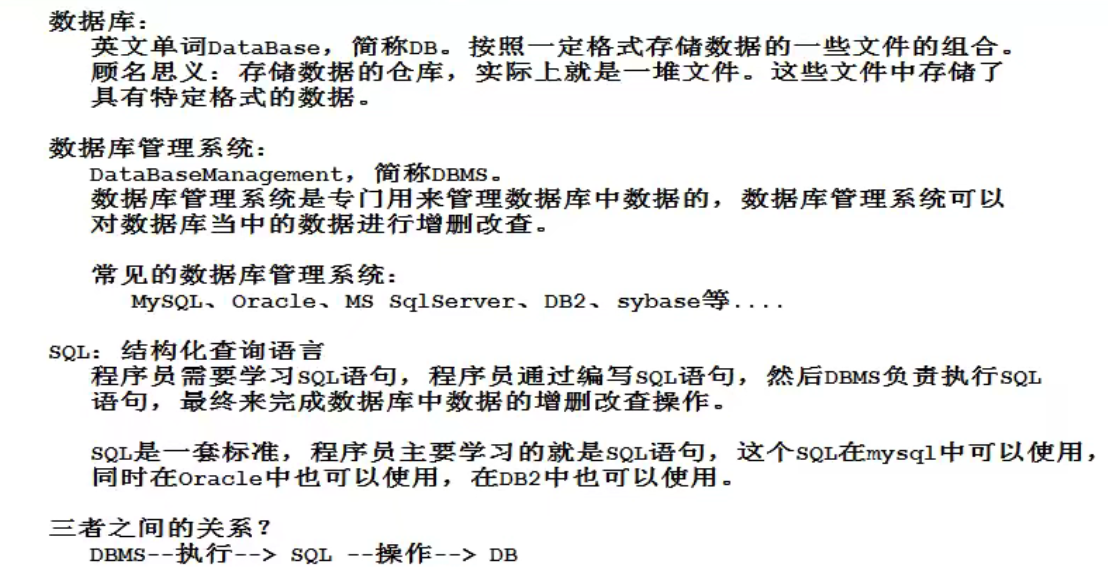 数据库：
英文单词DataBase，简称DB。按照一定格式存储数据的一些文件的组合。
顾名思义：存储数据的仓库，实际上就是一堆文件。这些文件中存储了
具有特定格式的数据。
数据库管理系统：
DataBaseManagement，简称DBMS。
数据库管理系统是专门用来管理数据库中数据的，数据库管理系统可以
对数据库当中的数据进行增删改查。
常见的数据库管理系统：
MySQL、Oracle、MS SqlServer、DB2、sybase等....
SQL：结构化查询语言
程序员需要学习SQL语句，程序员通过编写SQL语句，然后DBMS负责执行SQL
语句，最终来完成数据库中数据的增删改查操作。
SQL是一套标准，程序员主要学习的就是SQL语句，这个SQL在mysql中可以使用，
同时在Oracle中也可以使用，在DB2中也可以使用。
三者之间的关系？
DBMS--执行--> SQL --操作--> DB